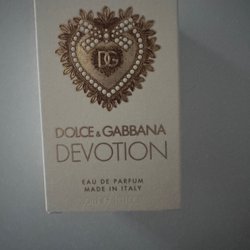 DG
DOLCE & GABBANA
DEVOTION
EAU DE PARFUM
MADE IN ITALY